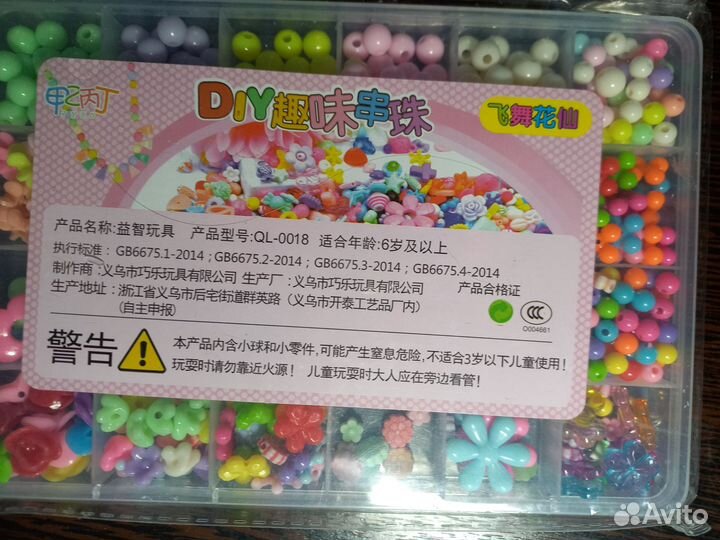 甲乙丙丁
DIY趣味串珠
飞舞花仙
产品名称:益智玩具 产品型号:QL-0018 适合年龄:6岁及以上
执行标准：GB6675.1-2014；GB6675.2-2014；GB6675.3-2014；GB6675.4-2014
制作商：义乌市巧乐玩具有限公司 生产厂：义乌市巧乐玩具有限公司 产品合格证
生产地址：浙江省义乌市后宅街道群英路（义乌市开泰工艺品厂内）
（自主申报）
CCC
O004661
警告
本产品内含小球和小零件,可能产生窒息危险,不适合3岁以下儿童使用!
玩耍时请勿靠近火源！ 儿童玩耍时大人应在旁边看管！
Avito